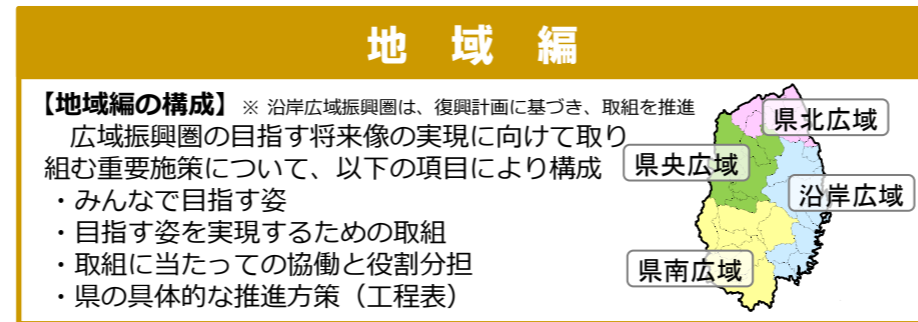 地 域 編
【地域編の構成】※ 沿岸広域振興圏は、復興計画に基づき、取組を推進
広域振興圏の目指す将来像の実現に向けて取り
組む重要施策について、以下の項目により構成
・みんなで目指す姿
・目指す姿を実現するための取組
・取組に当たっての協働と役割分担
・県の具体的な推進方策（工程表）
県北広域
県央広域
沿岸広域
県南広域